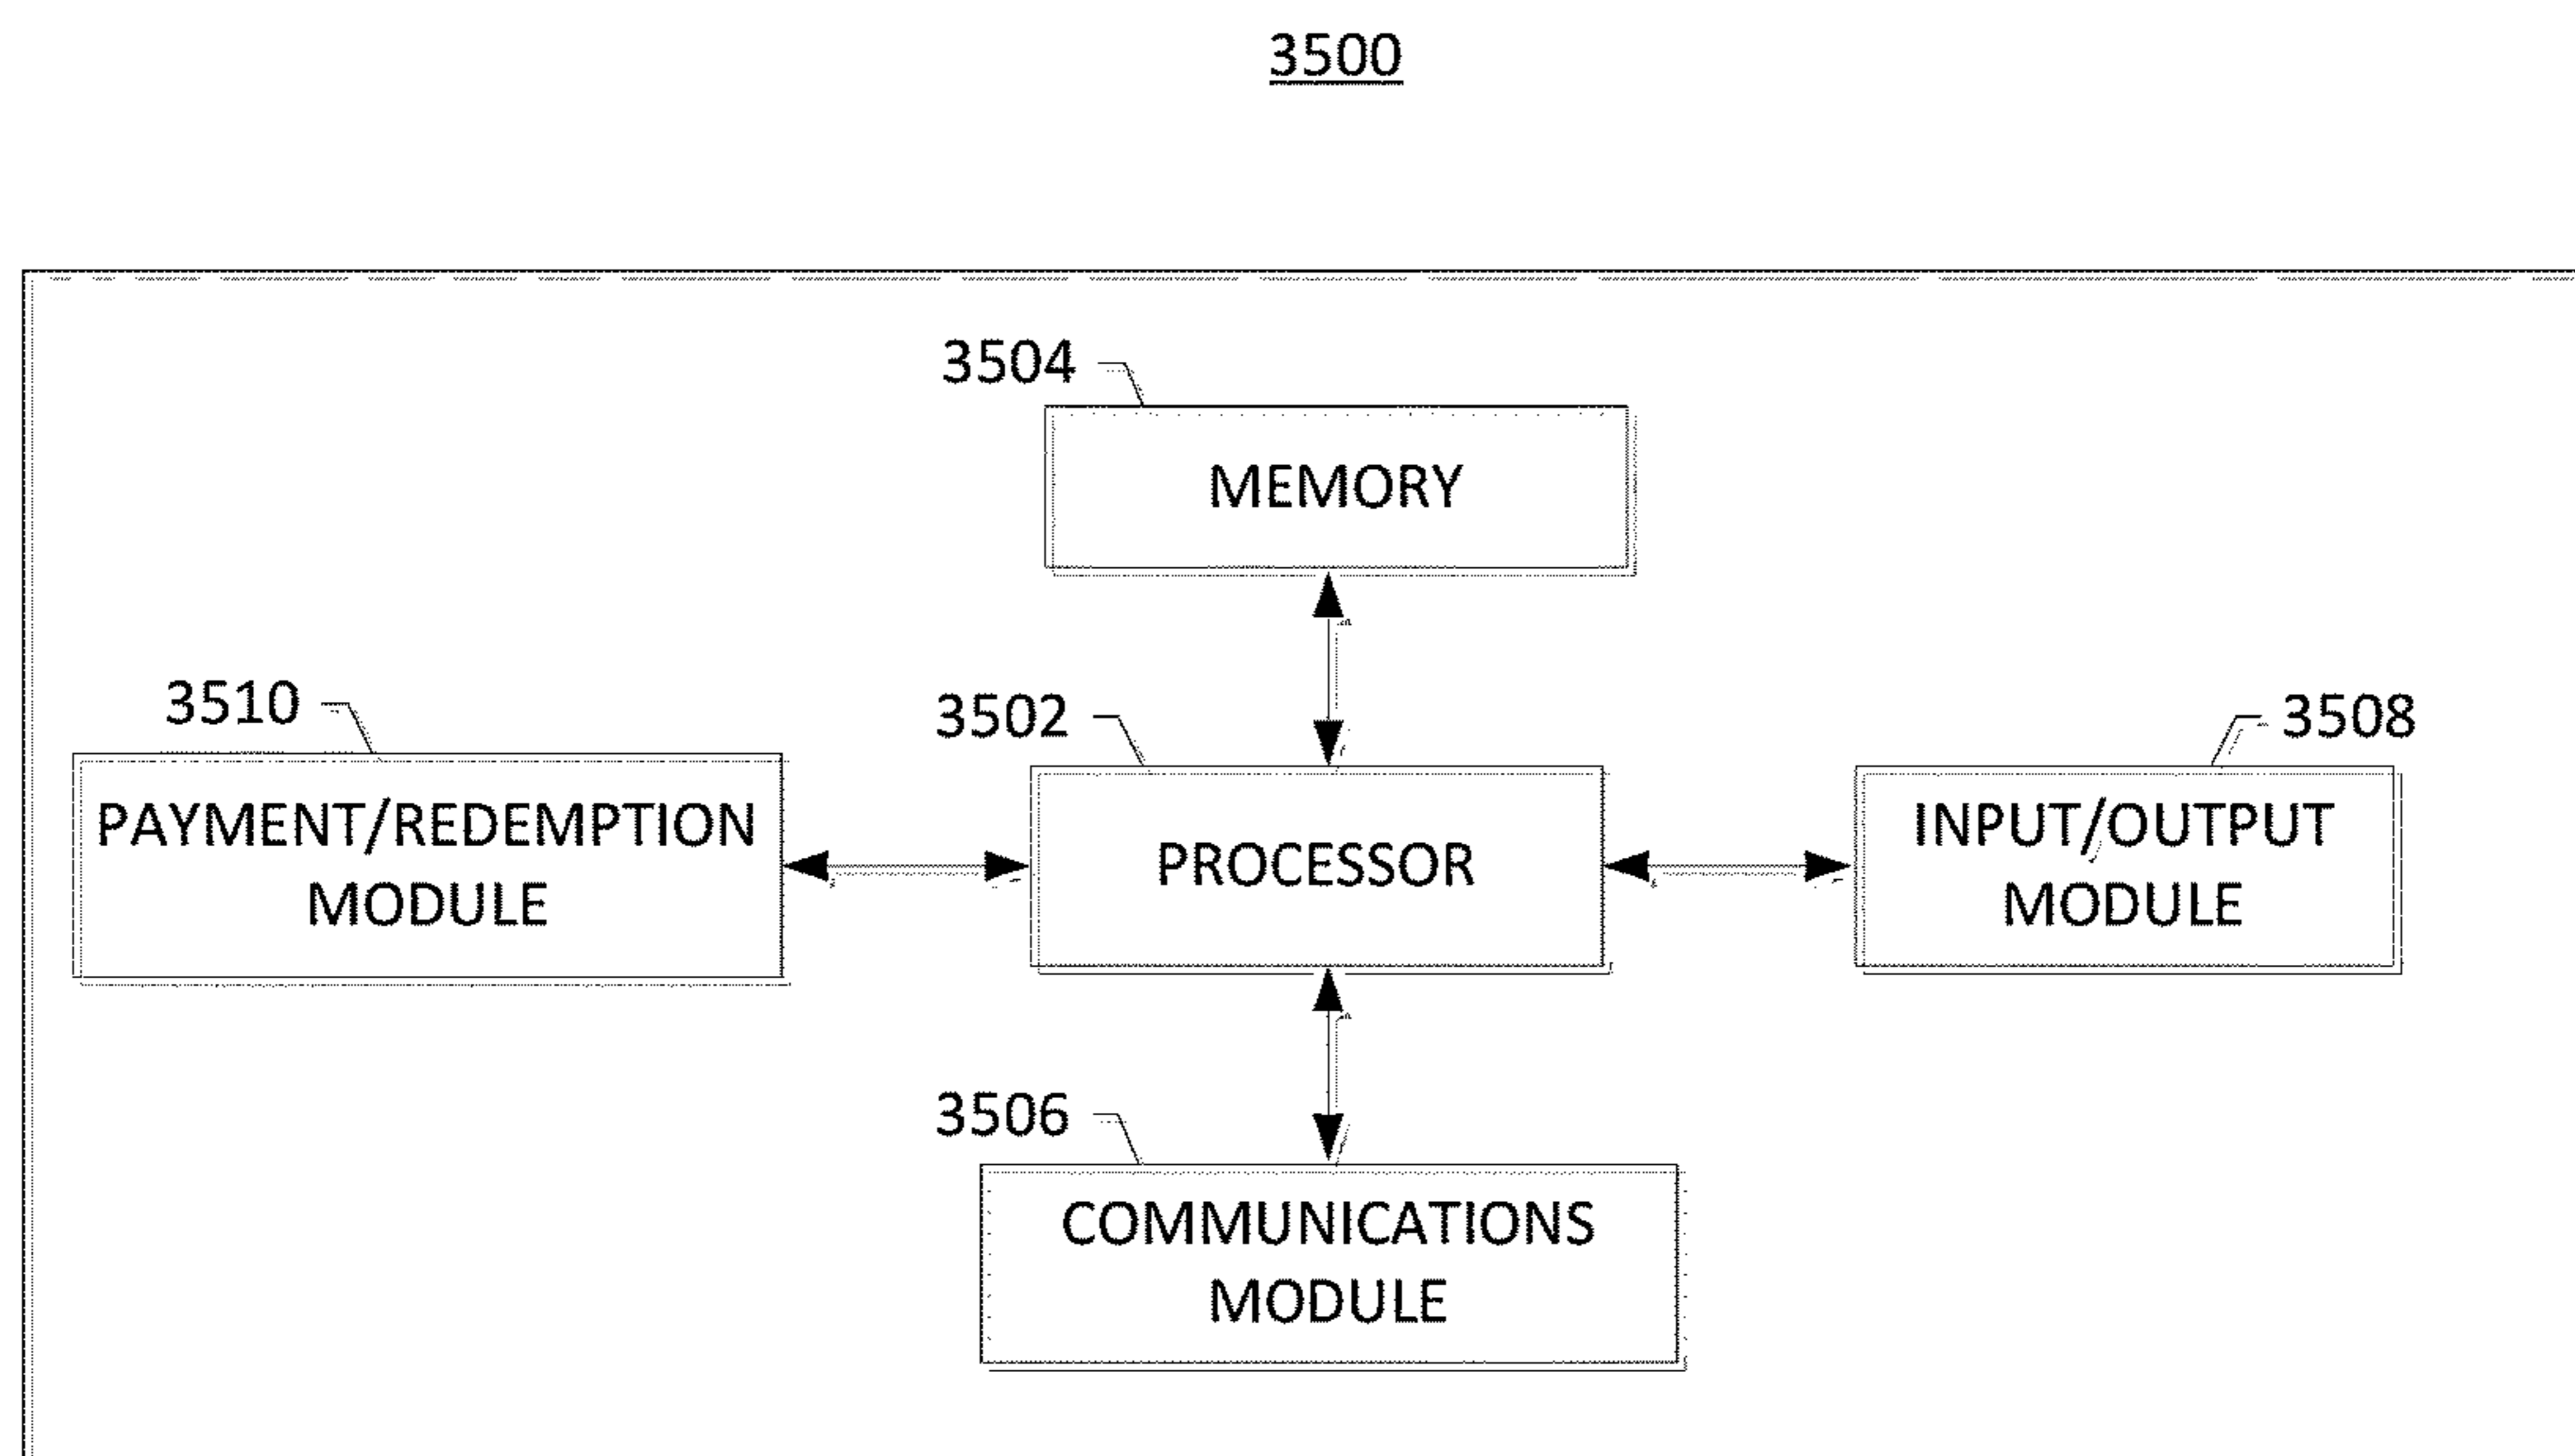 3500
3504
MEMORY
3510
3502
3508
PAYMENT/REDEMPTION
MODULE
PROCESSOR
INPUT/OUTPUT
MODULE
3506
COMMUNICATIONS
MODULE